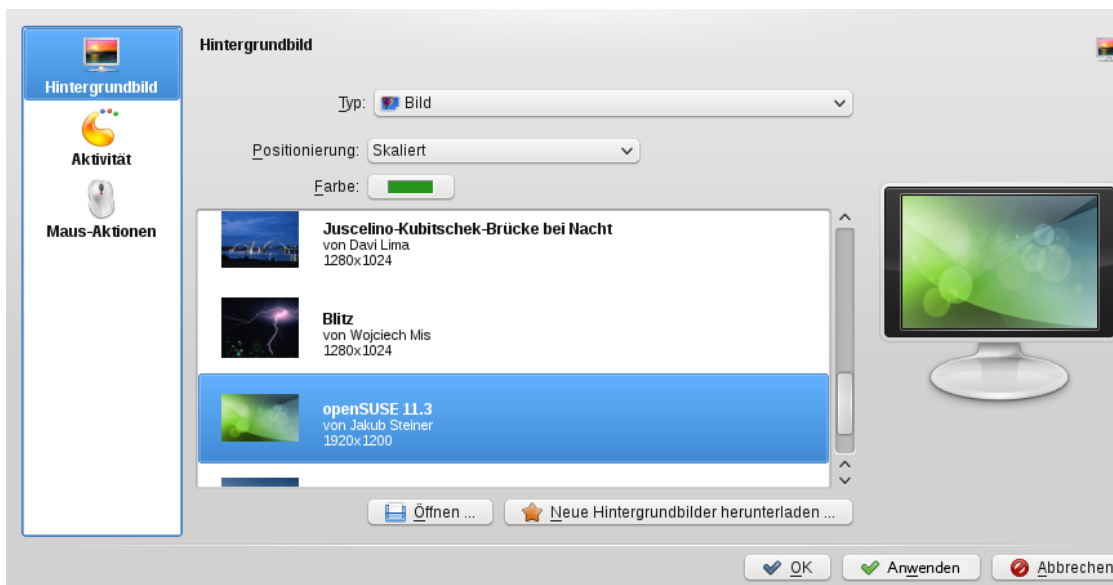 Hintergrundbild
Aktivität
Maus-Aktionen
Hintergrundbild
Typ: Bild
Positionierung: Skaliert
Farbe:
Juscelino-Kubitschek-Brücke bei Nacht
von Davi Lima
1280x1024
Blitz
von Wojciech Mis
1280x1024
openSUSE 11.3
von Jakub Steiner
1920x1200
Öffnen ... Neue Hintergrundbilder herunterladen ...
OK Anwenden Abbrechen